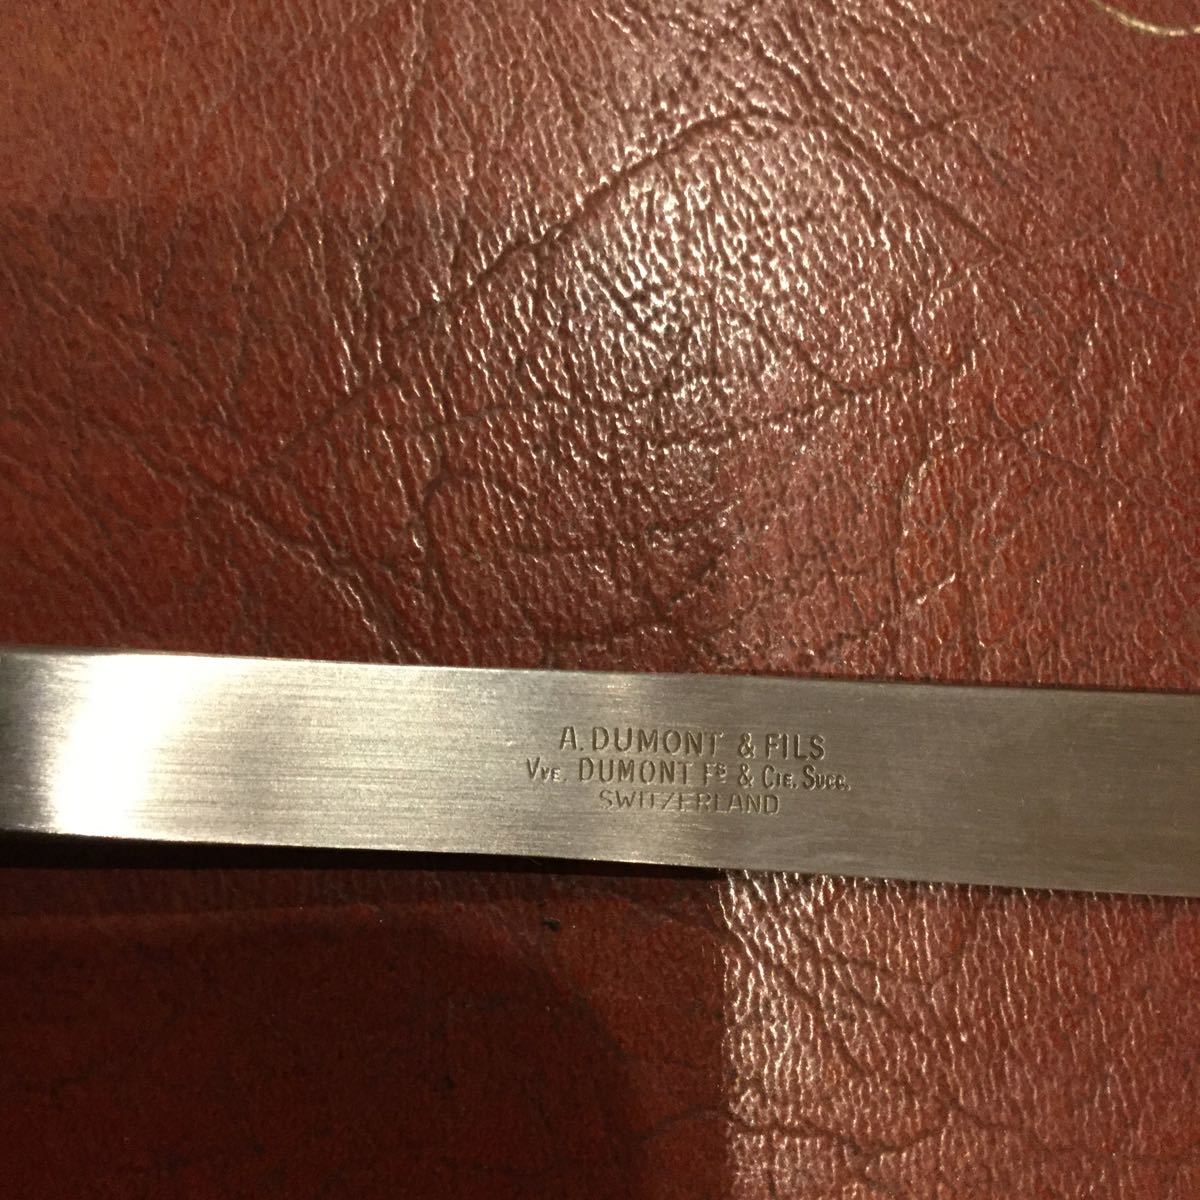 A. DUMONT & FILS
Vve. DUMONT Fs & Cie. Succ.
SWITZERLAND